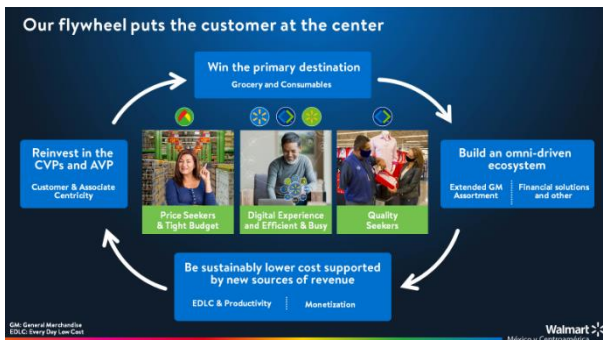 Our flywheel puts the customer at the center
Win the primary destination
Grocery and Consumables
Reinvest in the
CVPs and AVP
Customer & Associate
Centricity
Price Seekers
& Tight Budget
Digital Experience
and Efficient & Busy
Quality
Seekers
Build an omni-driven
ecosystem
Extended GM
Assortment
Financial solutions
and other
Be sustainably lower cost supported
by new sources of revenue
EDLC & Productivity
Monetization
GM: General Merchandise
EDLC: Every Day Low Cost
Walmart
México y Centroamérica